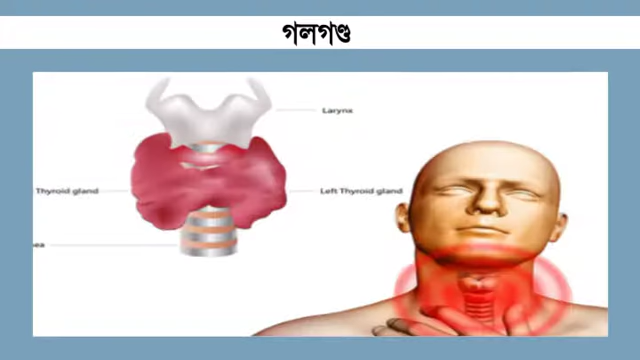 গলগণ্ড
Larynx
Thyroid gland
Left Thyroid gland